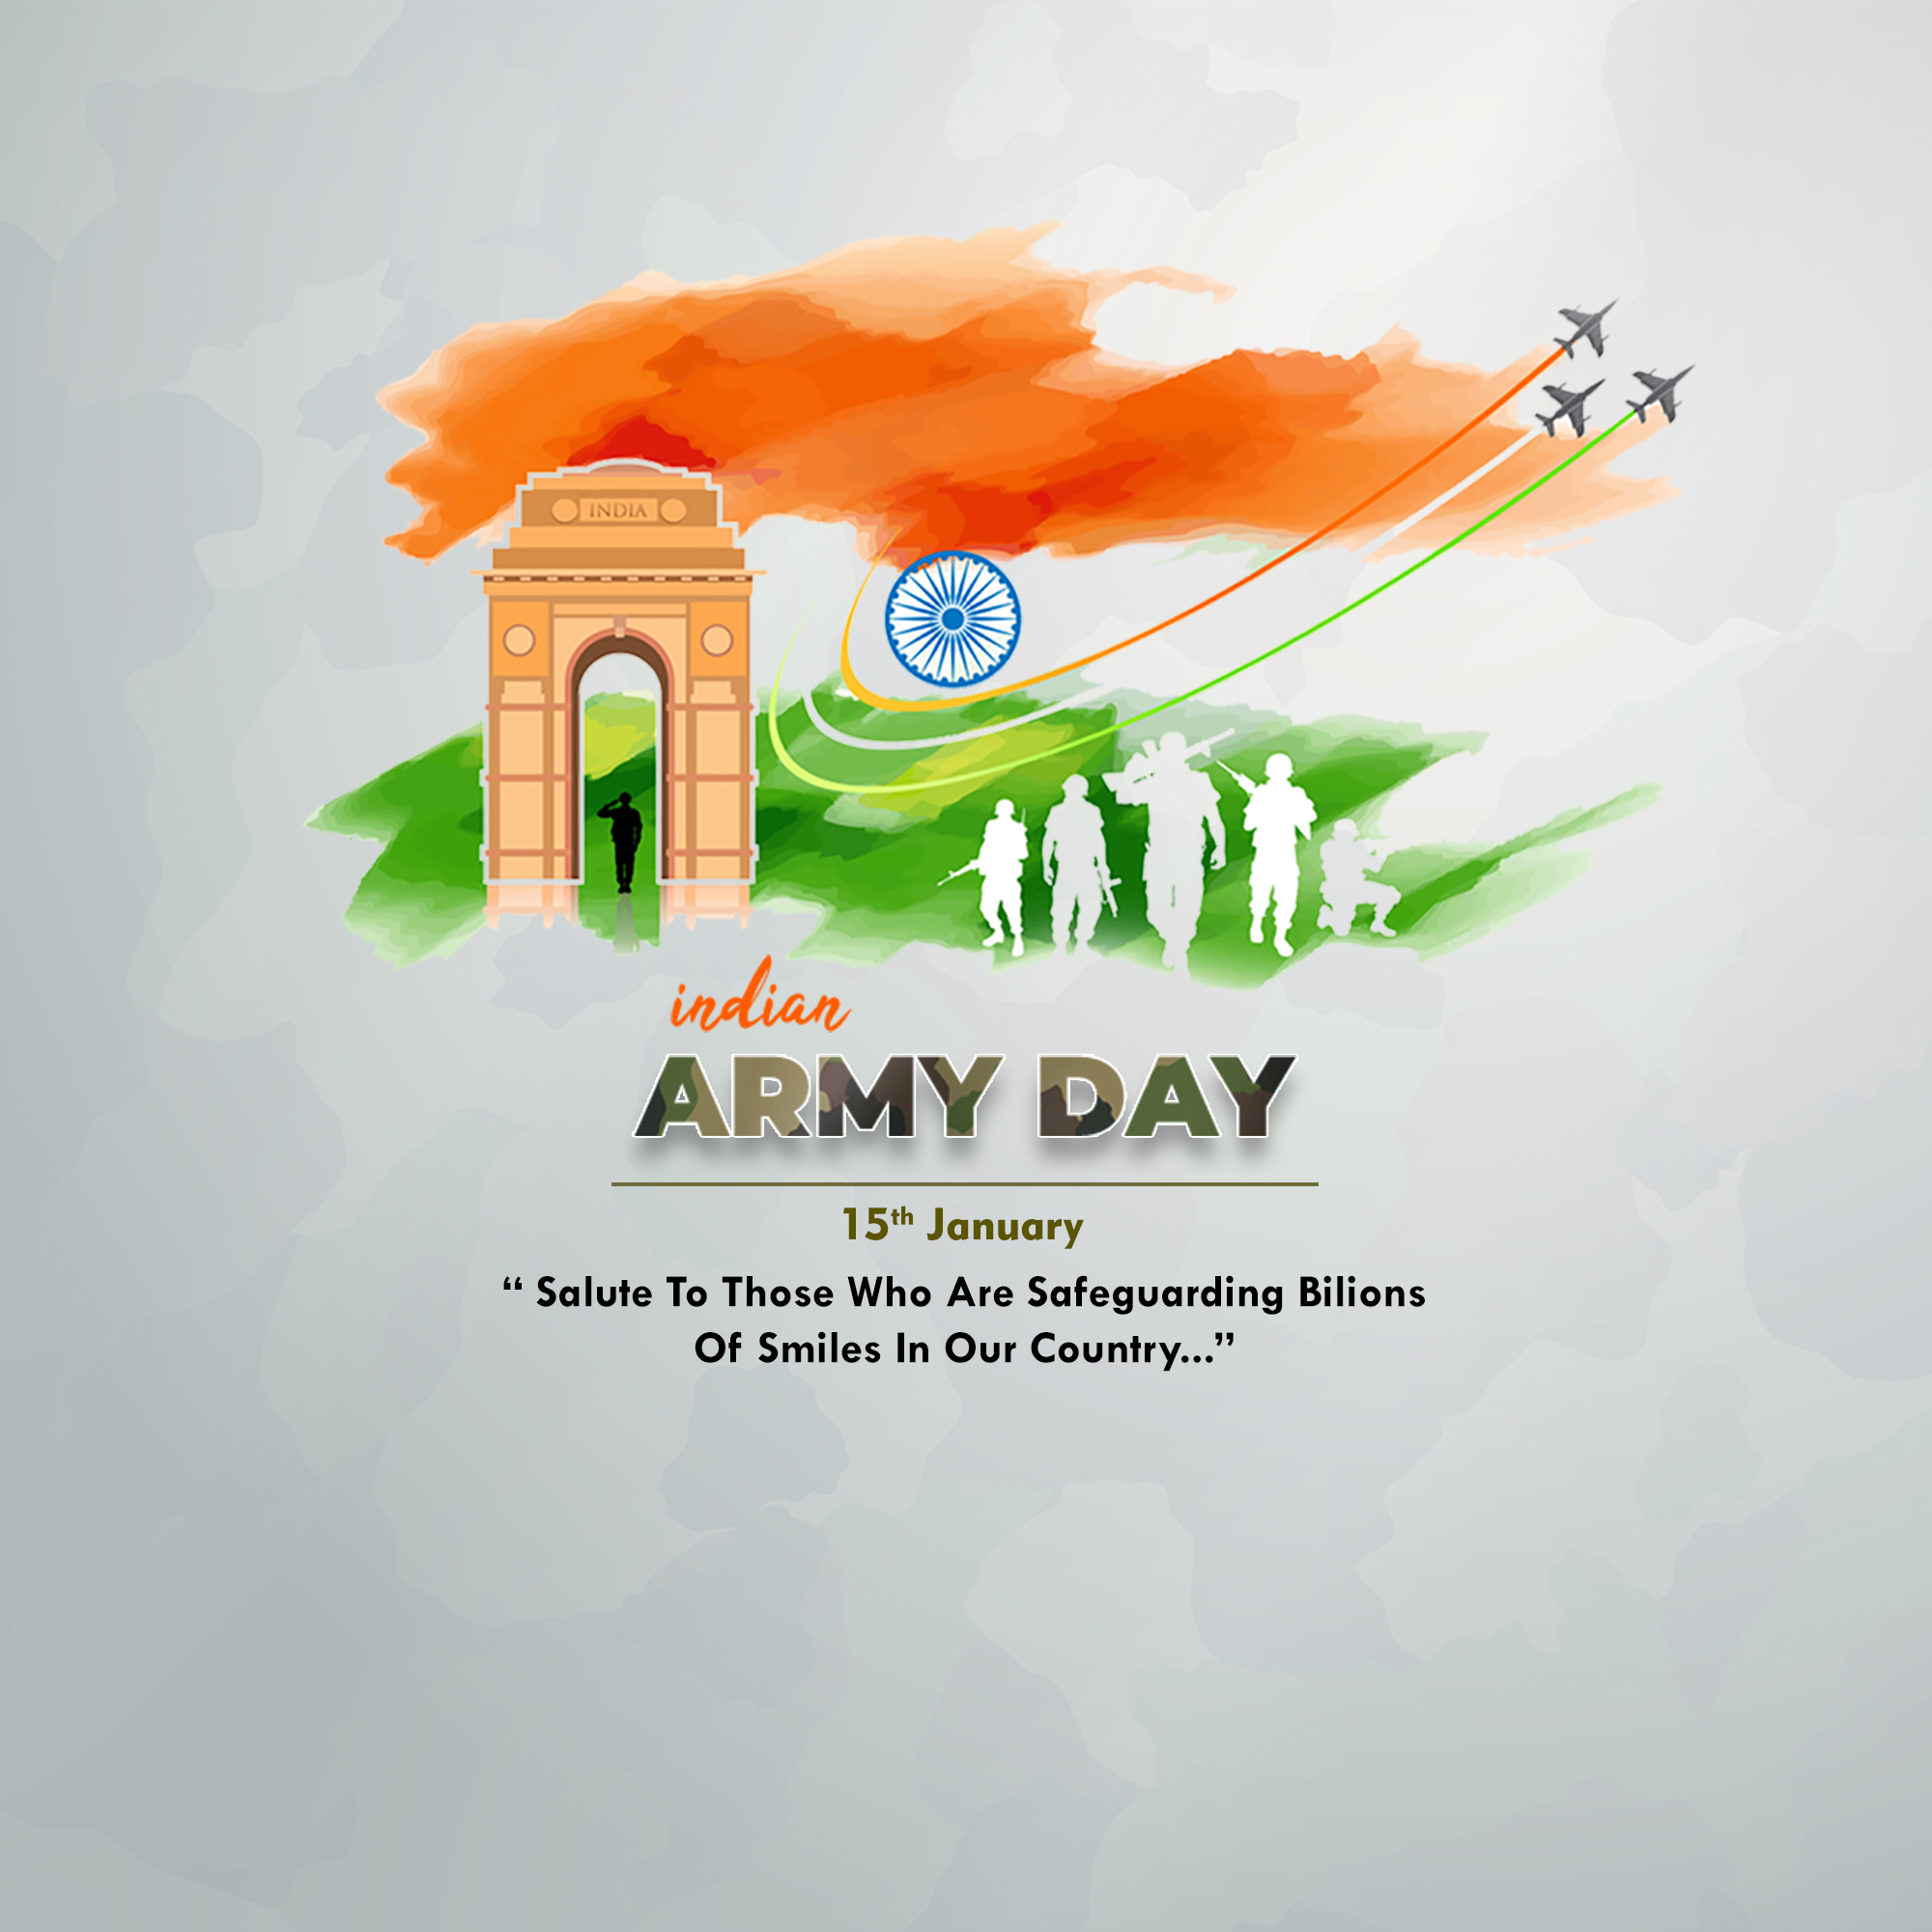 INDIA
indian
ARMY DAY
15th January
“ Salute To Those Who Are Safeguarding Bilions
Of Smiles In Our Country...”